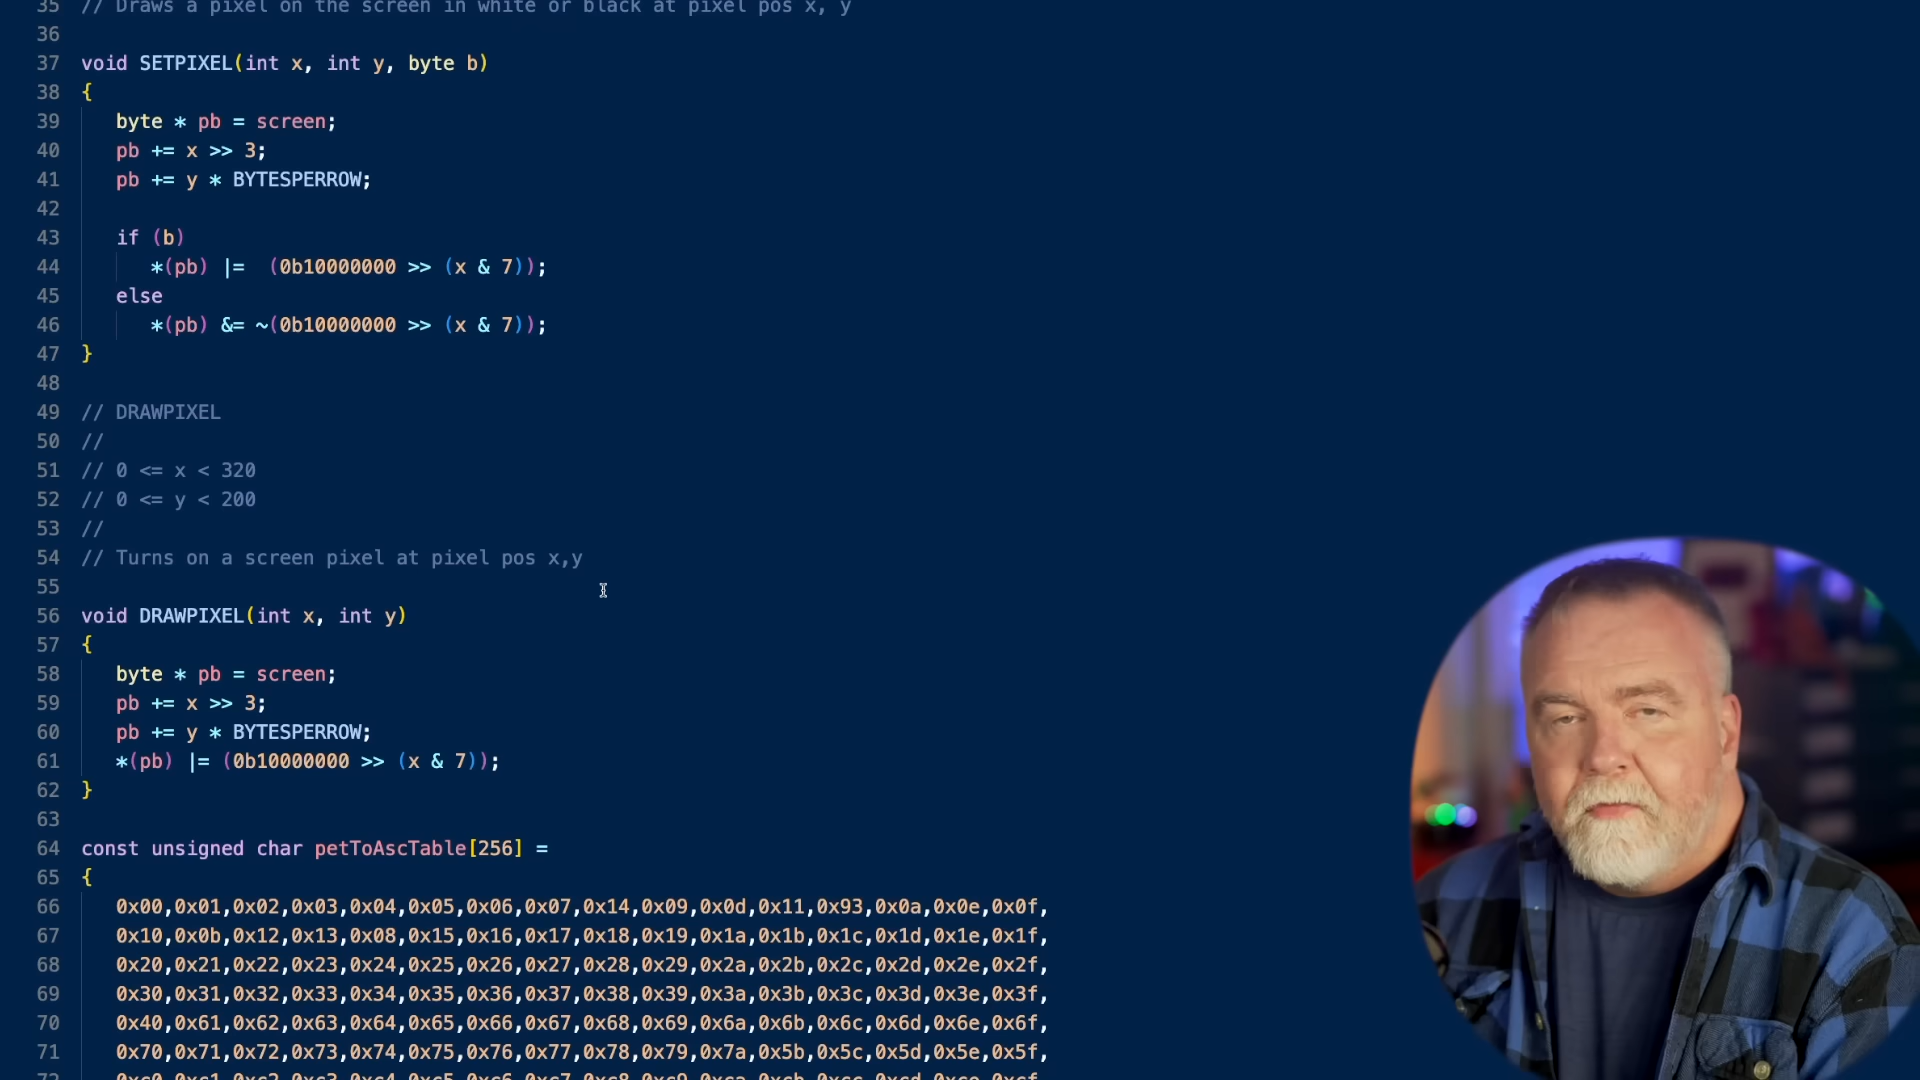 35 // Draws a pixel on the screen in white or black at pixel pos x, y
36
37 void SETPIXEL(int x, int y, byte b)
38 {
39    byte * pb = screen;
40    pb += x >> 3;
41    pb += y * BYTESPERROW;
42
43    if (b)
44       *(pb) |=  (0b10000000 >> (x & 7));
45    else
46       *(pb) &= ~(0b10000000 >> (x & 7));
47 }
48
49 // DRAWPIXEL
50 //
51 // 0 <= x < 320
52 // 0 <= y < 200
53 //
54 // Turns on a screen pixel at pixel pos x,y
55
56 void DRAWPIXEL(int x, int y)
57 {
58    byte * pb = screen;
59    pb += x >> 3;
60    pb += y * BYTESPERROW;
61    *(pb) |= (0b10000000 >> (x & 7));
62 }
63
64 const unsigned char petToAscTable[256] =
65 {
66    0x00,0x01,0x02,0x03,0x04,0x05,0x06,0x07,0x14,0x09,0x0d,0x11,0x93,0x0a,0x0e,0x0f,
67    0x10,0x0b,0x12,0x13,0x08,0x15,0x16,0x17,0x18,0x19,0x1a,0x1b,0x1c,0x1d,0x1e,0x1f,
68    0x20,0x21,0x22,0x23,0x24,0x25,0x26,0x27,0x28,0x29,0x2a,0x2b,0x2c,0x2d,0x2e,0x2f,
69    0x30,0x31,0x32,0x33,0x34,0x35,0x36,0x37,0x38,0x39,0x3a,0x3b,0x3c,0x3d,0x3e,0x3f,
70    0x40,0x61,0x62,0x63,0x64,0x65,0x66,0x67,0x68,0x69,0x6a,0x6b,0x6c,0x6d,0x6e,0x6f,
71    0x70,0x71,0x72,0x73,0x74,0x75,0x76,0x77,0x78,0x79,0x7a,0x5b,0x5c,0x5d,0x5e,0x5f,